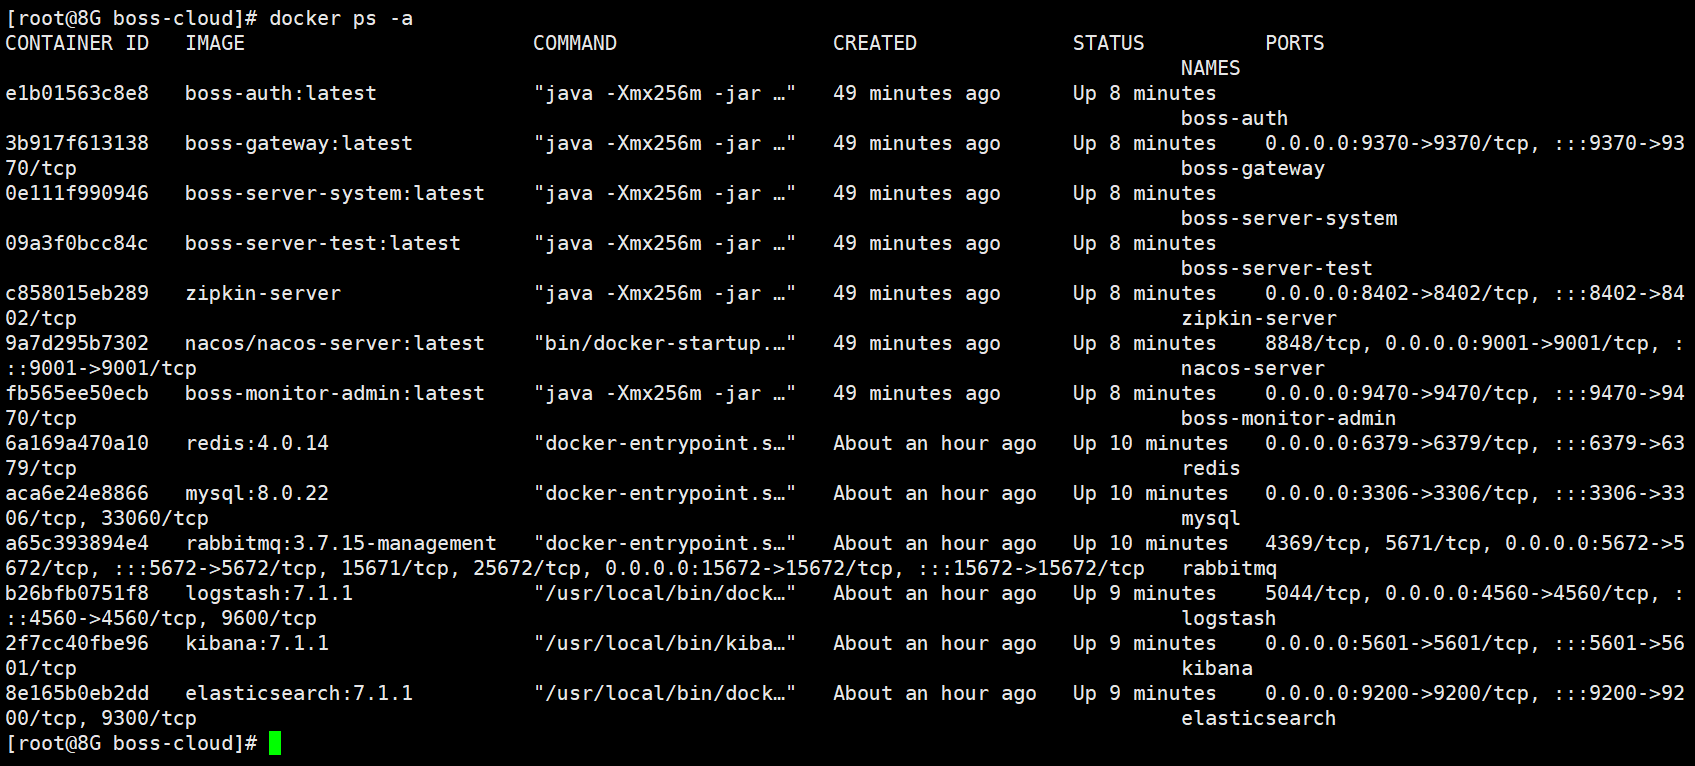 [root@8G boss-cloud]# docker ps -a
CONTAINER ID   IMAGE                        COMMAND                  CREATED             STATUS          PORTS
NAMES
e1b01563c8e8   boss-auth:latest             "java -Xmx256m -jar …"   49 minutes ago      Up 8 minutes
boss-auth
3b917f613138   boss-gateway:latest          "java -Xmx256m -jar …"   49 minutes ago      Up 8 minutes    0.0.0.0:9370->9370/tcp, :::9370->93
70/tcp                                                                                            boss-gateway
0e111f990946   boss-server-system:latest    "java -Xmx256m -jar …"   49 minutes ago      Up 8 minutes
boss-server-system
09a3f0bcc84c   boss-server-test:latest      "java -Xmx256m -jar …"   49 minutes ago      Up 8 minutes
boss-server-test
c858015eb289   zipkin-server                "java -Xmx256m -jar …"   49 minutes ago      Up 8 minutes    0.0.0.0:8402->8402/tcp, :::8402->84
02/tcp                                                                                            zipkin-server
9a7d295b7302   nacos/nacos-server:latest    "bin/docker-startup.…"   49 minutes ago      Up 8 minutes    8848/tcp, 0.0.0.0:9001->9001/tcp, :
::9001->9001/tcp                                                                                  nacos-server
fb565ee50ecb   boss-monitor-admin:latest    "java -Xmx256m -jar …"   49 minutes ago      Up 8 minutes    0.0.0.0:9470->9470/tcp, :::9470->94
70/tcp                                                                                            boss-monitor-admin
6a169a470a10   redis:4.0.14                 "docker-entrypoint.s…"   About an hour ago   Up 10 minutes   0.0.0.0:6379->6379/tcp, :::6379->63
79/tcp                                                                                            redis
aca6e24e8866   mysql:8.0.22                 "docker-entrypoint.s…"   About an hour ago   Up 10 minutes   0.0.0.0:3306->3306/tcp, :::3306->33
06/tcp, 33060/tcp                                                                                 mysql
a65c393894e4   rabbitmq:3.7.15-management   "docker-entrypoint.s…"   About an hour ago   Up 10 minutes   4369/tcp, 5671/tcp, 0.0.0.0:5672->5
672/tcp, :::5672->5672/tcp, 15671/tcp, 25672/tcp, 0.0.0.0:15672->15672/tcp, :::15672->15672/tcp   rabbitmq
b26bfb0751f8   logstash:7.1.1               "/usr/local/bin/dock…"   About an hour ago   Up 9 minutes    5044/tcp, 0.0.0.0:4560->4560/tcp, :
::4560->4560/tcp, 9600/tcp                                                                        logstash
2f7cc40fbe96   kibana:7.1.1                 "/usr/local/bin/kiba…"   About an hour ago   Up 9 minutes    0.0.0.0:5601->5601/tcp, :::5601->56
01/tcp                                                                                            kibana
8e165b0eb2dd   elasticsearch:7.1.1          "/usr/local/bin/dock…"   About an hour ago   Up 9 minutes    0.0.0.0:9200->9200/tcp, :::9200->92
00/tcp, 9300/tcp                                                                                  elasticsearch
[root@8G boss-cloud]#